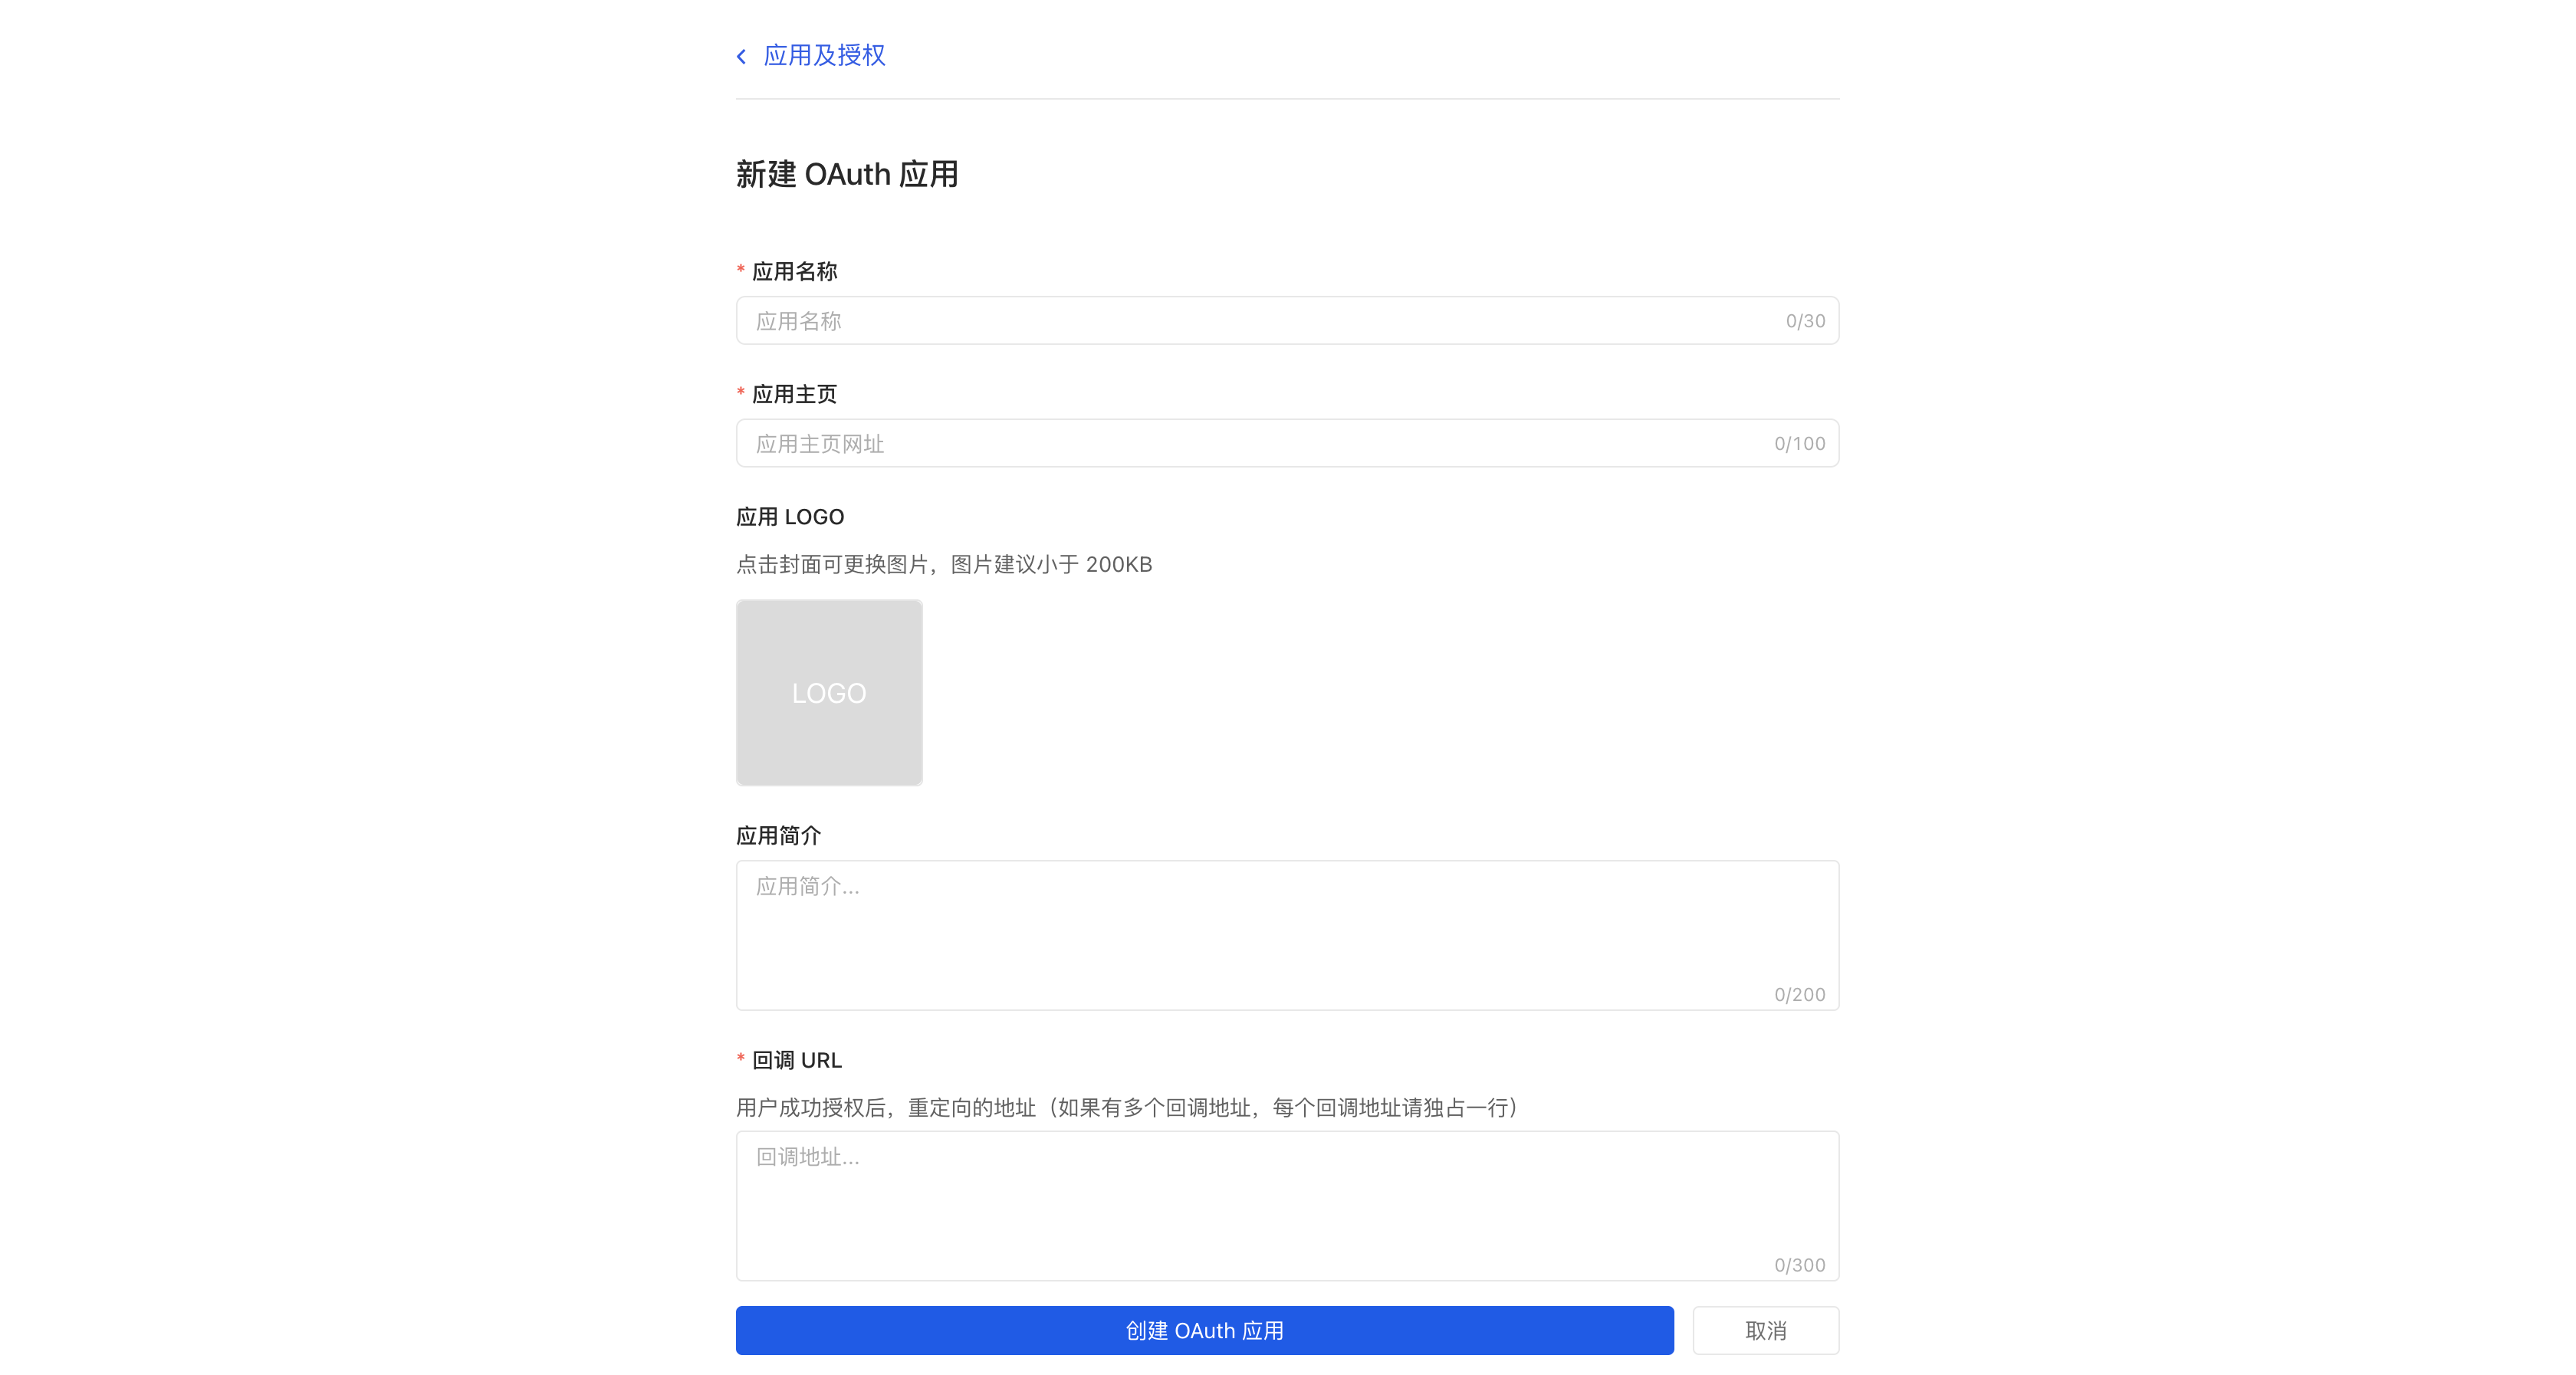 应用及授权
新建 OAuth 应用
* 应用名称
应用名称 0/30
* 应用主页
应用主页网址 0/100
应用 LOGO
点击封面可更换图片，图片建议小于 200KB
LOGO
应用简介
应用简介...
0/200
* 回调 URL
用户成功授权后，重定向的地址（如果有多个回调地址，每个回调地址请独占一行）
回调地址...
0/300
创建 OAuth 应用 取消